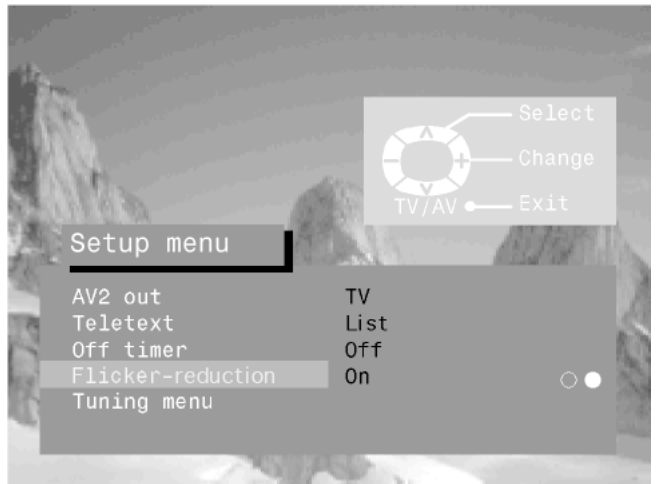 Select
Change
TV/AV Exit
Setup menu
AV2 out TV
Teletext List
Off timer Off
Flicker-reduction On
Tuning menu